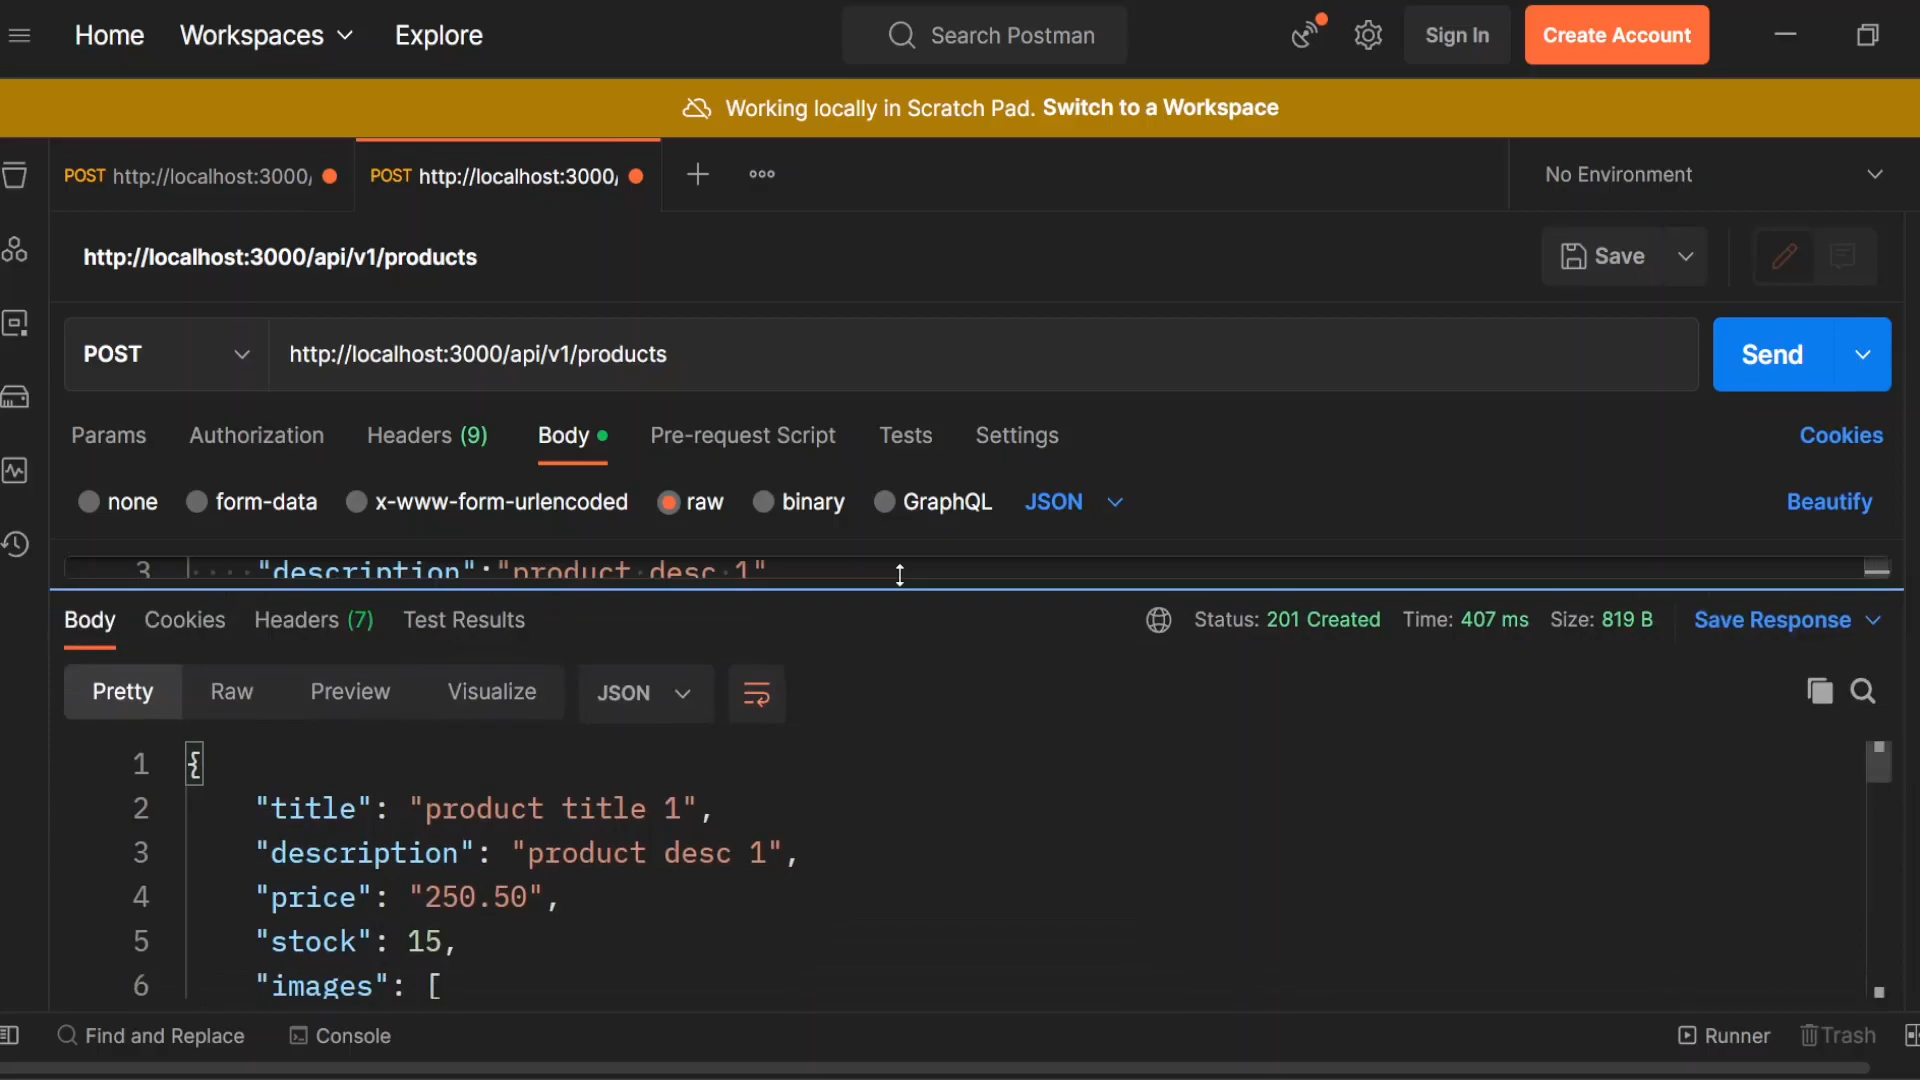 Home Workspaces Explore Search Postman Sign In Create Account
Working locally in Scratch Pad. Switch to a Workspace
POST http://localhost:3000/ POST http://localhost:3000/ No Environment
http://localhost:3000/api/v1/products Save
POST http://localhost:3000/api/v1/products Send
Params Authorization Headers (9) Body Pre-request Script Tests Settings Cookies
none form-data x-www-form-urlencoded raw binary GraphQL JSON Beautify
3 "description":"product desc 1"
Body Cookies Headers (7) Test Results Status: 201 Created Time: 407 ms Size: 819 B Save Response
Pretty Raw Preview Visualize JSON
1 {
2 "title": "product title 1",
3 "description": "product desc 1",
4 "price": "250.50",
5 "stock": 15,
6 "images": [
Find and Replace Console Runner Trash